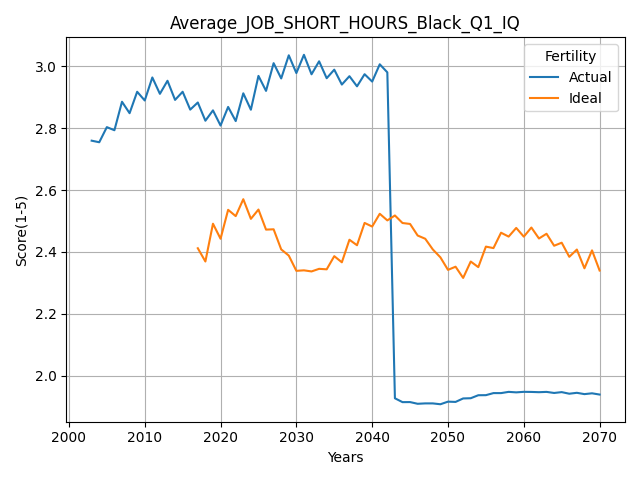 Average_JOB_SHORT_HOURS_Black_Q1_IQ
Fertility
Actual
Ideal
Score(1-5)
3.0
2.8
2.6
2.4
2.2
2.0
2000 2010 2020 2030 2040 2050 2060 2070
Years